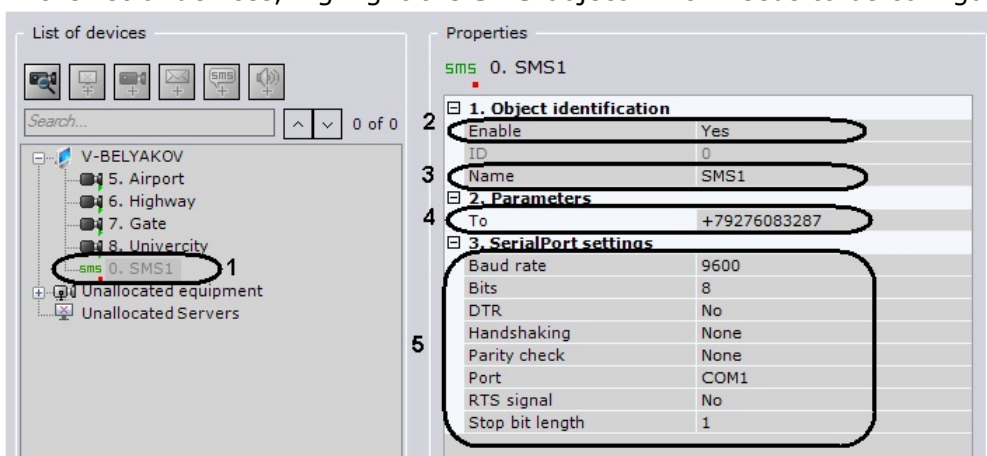 List of devices
sms
Search...
0 of 0
V-BELYAKOV
5. Airport
6. Highway
7. Gate
8. Univercity
sms 0. SMS1
1
Unallocated equipment
Unallocated Servers
Properties
sms 0. SMS1
1. Object identification
2
Enable Yes
ID 0
3
Name SMS1
2. Parameters
4
To +79276083287
3. SerialPort settings
Baud rate 9600
Bits 8
DTR No
Handshaking None
5
Parity check None
Port COM1
RTS signal No
Stop bit length 1